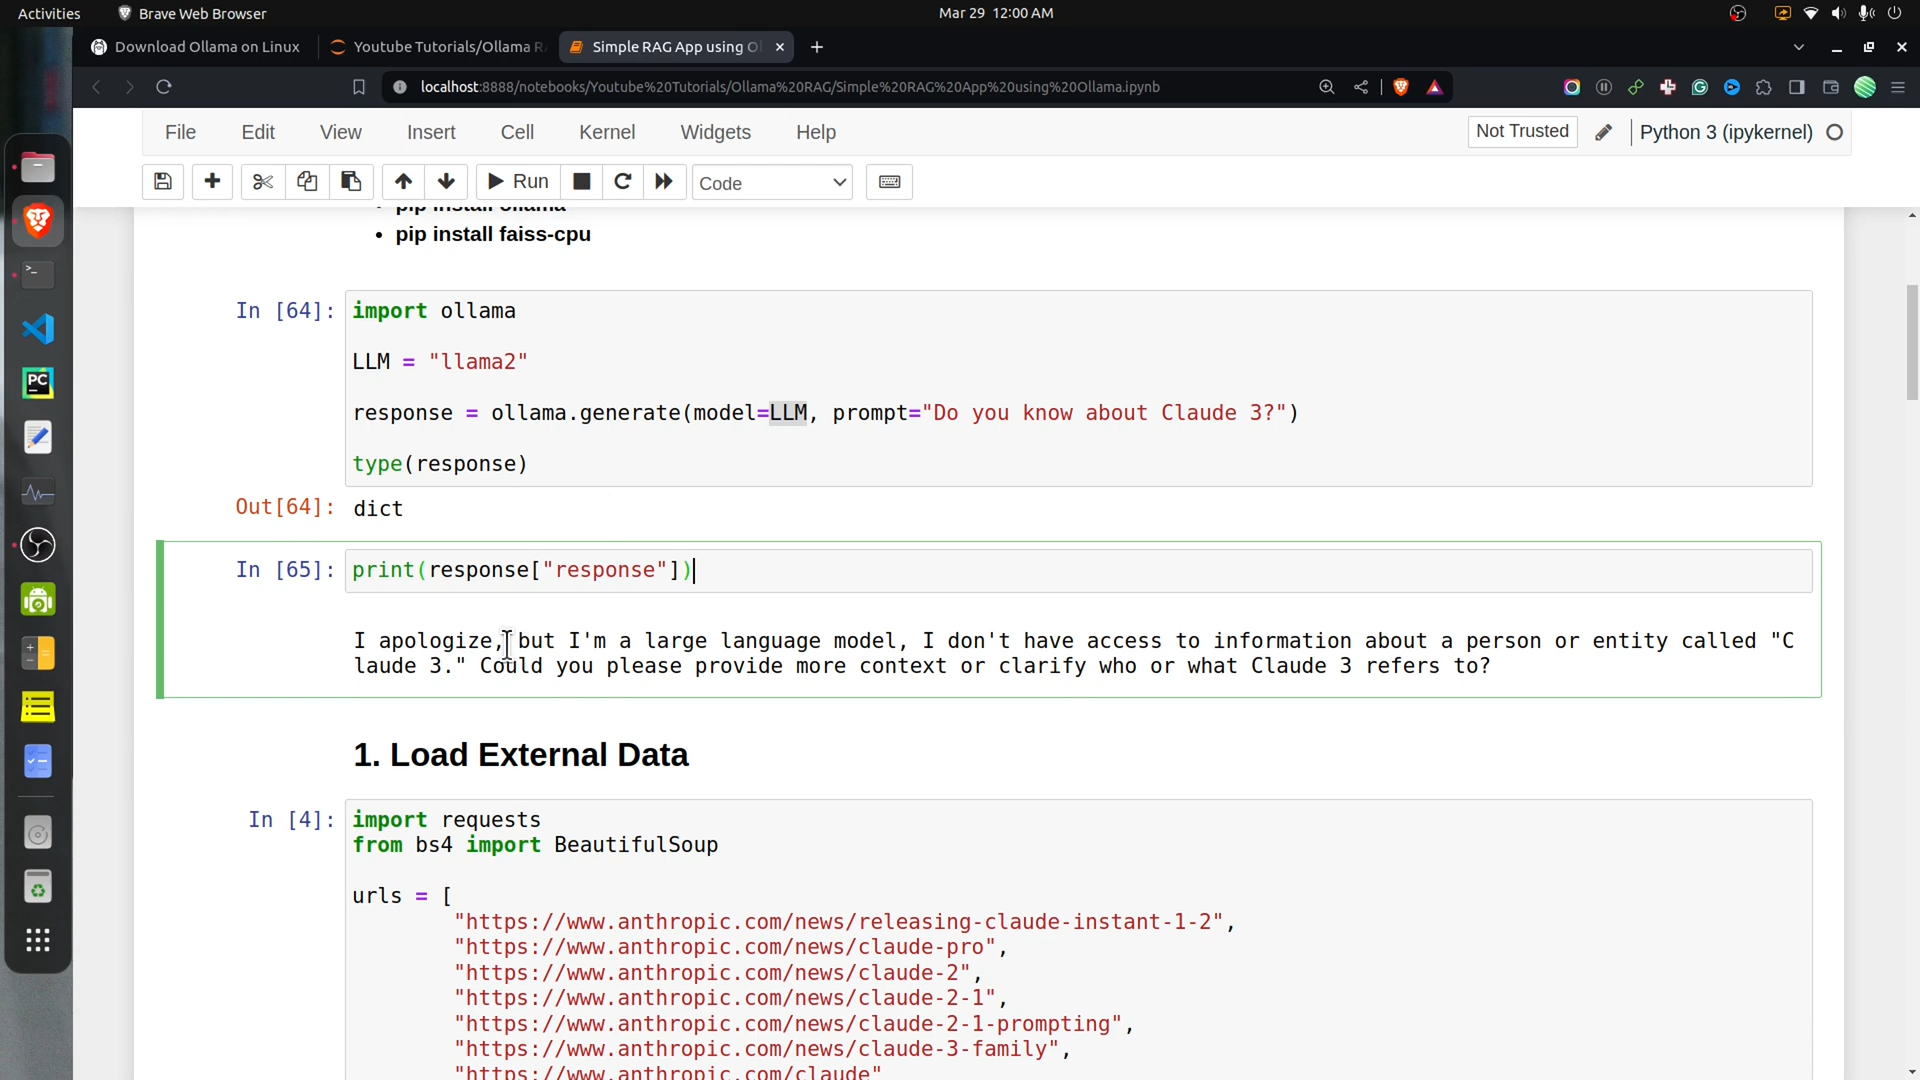 Activities
Brave Web Browser
Mar 29 12:00 AM
Download Ollama on Linux
Youtube Tutorials/Ollama R
Simple RAG App using O
localhost:8888/notebooks/Youtube%20Tutorials/Ollama%20RAG/Simple%20RAG%20App%20using%20Ollama.ipynb
File Edit View Insert Cell Kernel Widgets Help
Not Trusted
Python 3 (ipykernel)
Run
Code
• pip install ollama
• pip install faiss-cpu
In [64]:
import ollama
LLM = "llama2"
response = ollama.generate(model=LLM, prompt="Do you know about Claude 3?")
type(response)
Out[64]: dict
In [65]: print(response["response"])
I apologize, but I'm a large language model, I don't have access to information about a person or entity called "C
laude 3." Could you please provide more context or clarify who or what Claude 3 refers to?
1. Load External Data
In [4]:
import requests
from bs4 import BeautifulSoup
urls = [
"https://www.anthropic.com/news/releasing-claude-instant-1-2",
"https://www.anthropic.com/news/claude-pro",
"https://www.anthropic.com/news/claude-2",
"https://www.anthropic.com/news/claude-2-1",
"https://www.anthropic.com/news/claude-2-1-prompting",
"https://www.anthropic.com/news/claude-3-family",
"https://www.anthropic.com/claude"
PC